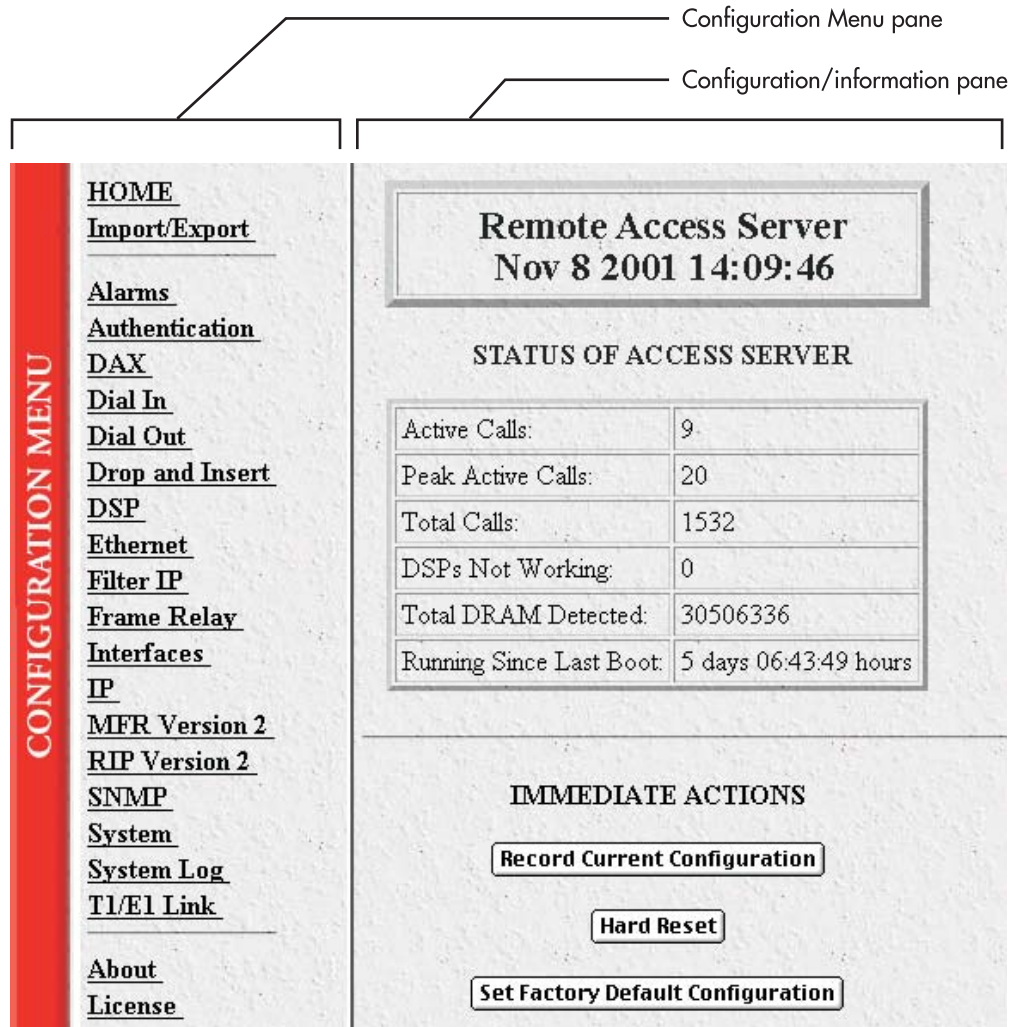 Configuration Menu pane
Configuration/information pane
CONFIGURATION MENU
HOME
Import/Export
Alarms
Authentication
DAX
Dial In
Dial Out
Drop and Insert
DSP
Ethernet
Filter IP
Frame Relay
Interfaces
IP
MFR Version 2
RIP Version 2
SNMP
System
System Log
T1/E1 Link
About
License
Remote Access Server
Nov 8 2001 14:09:46
STATUS OF ACCESS SERVER
Active Calls: 9
Peak Active Calls: 20
Total Calls: 1532
DSPs Not Working: 0
Total DRAM Detected: 30506336
Running Since Last Boot: 5 days 06:43:49 hours
IMMEDIATE ACTIONS
Record Current Configuration
Hard Reset
Set Factory Default Configuration